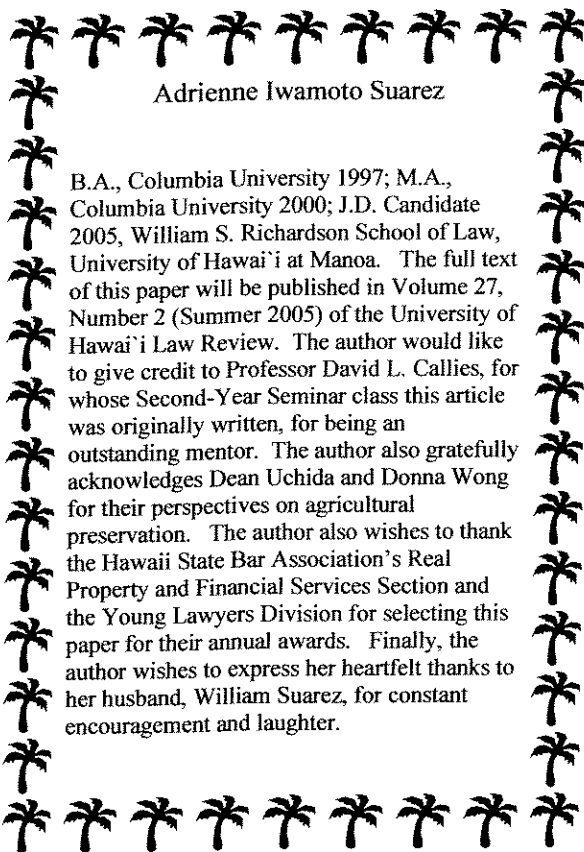 Adrienne Iwamoto Suarez
B.A., Columbia University 1997; M.A.,
Columbia University 2000; J.D. Candidate
2005, William S. Richardson School of Law,
University of Hawai`i at Manoa. The full text
of this paper will be published in Volume 27,
Number 2 (Summer 2005) of the University of
Hawai`i Law Review. The author would like
to give credit to Professor David L. Callies, for
whose Second-Year Seminar class this article
was originally written, for being an
outstanding mentor. The author also gratefully
acknowledges Dean Uchida and Donna Wong
for their perspectives on agricultural
preservation. The author also wishes to thank
the Hawaii State Bar Association's Real
Property and Financial Services Section and
the Young Lawyers Division for selecting this
paper for their annual awards. Finally, the
author wishes to express her heartfelt thanks to
her husband, William Suarez, for constant
encouragement and laughter.